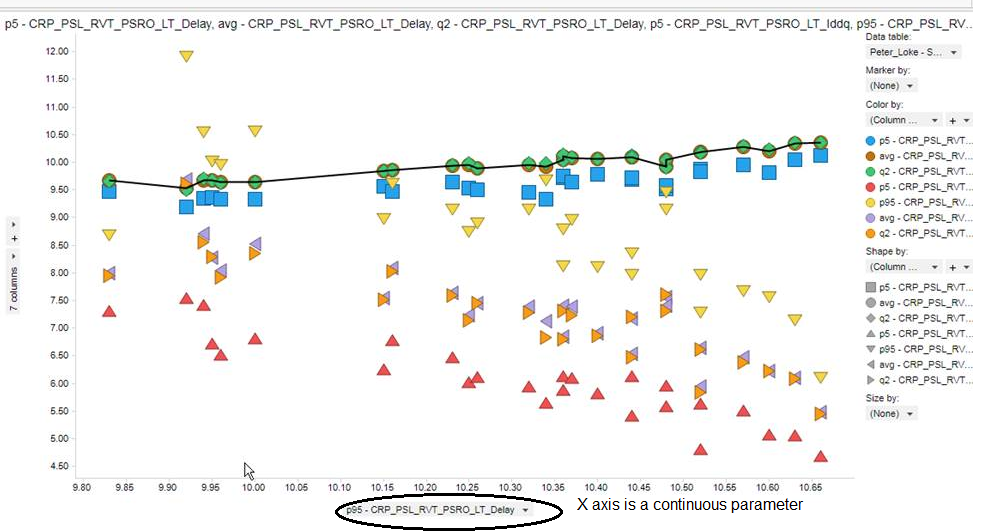 p5 - CRP_PSL_RVT_PSRO_LT_Delay, avg - CRP_PSL_RVT_PSRO_LT_Delay, q2 - CRP_PSL_RVT_PSRO_LT_Delay, p5 - CRP_PSL_RVT_PSRO_LT_Iddq, p95 - CRP_PSL_RV...
Data table:
Peter_Loke - S...
Marker by:
(None)
Color by:
(Column ...
+
p5 - CRP_PSL_RVT...
avg - CRP_PSL_RV...
q2 - CRP_PSL_RVT...
p5 - CRP_PSL_RVT...
p95 - CRP_PSL_RV...
avg - CRP_PSL_RV...
q2 - CRP_PSL_RVT...
Shape by:
(Column ...
+
p5 - CRP_PSL_RVT...
avg - CRP_PSL_RV...
q2 - CRP_PSL_RVT...
p5 - CRP_PSL_RVT...
p95 - CRP_PSL_RV...
avg - CRP_PSL_RV...
q2 - CRP_PSL_RVT...
Size by:
(None)
12.00
11.50
11.00
10.50
10.00
9.50
9.00
8.50
8.00
7.50
7.00
6.50
6.00
5.50
5.00
4.50
+
7 columns
9.80 9.85 9.90 9.95 10.00 10.05 10.10 10.15 10.20 10.25 10.30 10.35 10.40 10.45 10.50 10.55 10.60 10.65
p95 - CRP_PSL_RVT_PSRO_LT_Delay
X axis is a continuous parameter